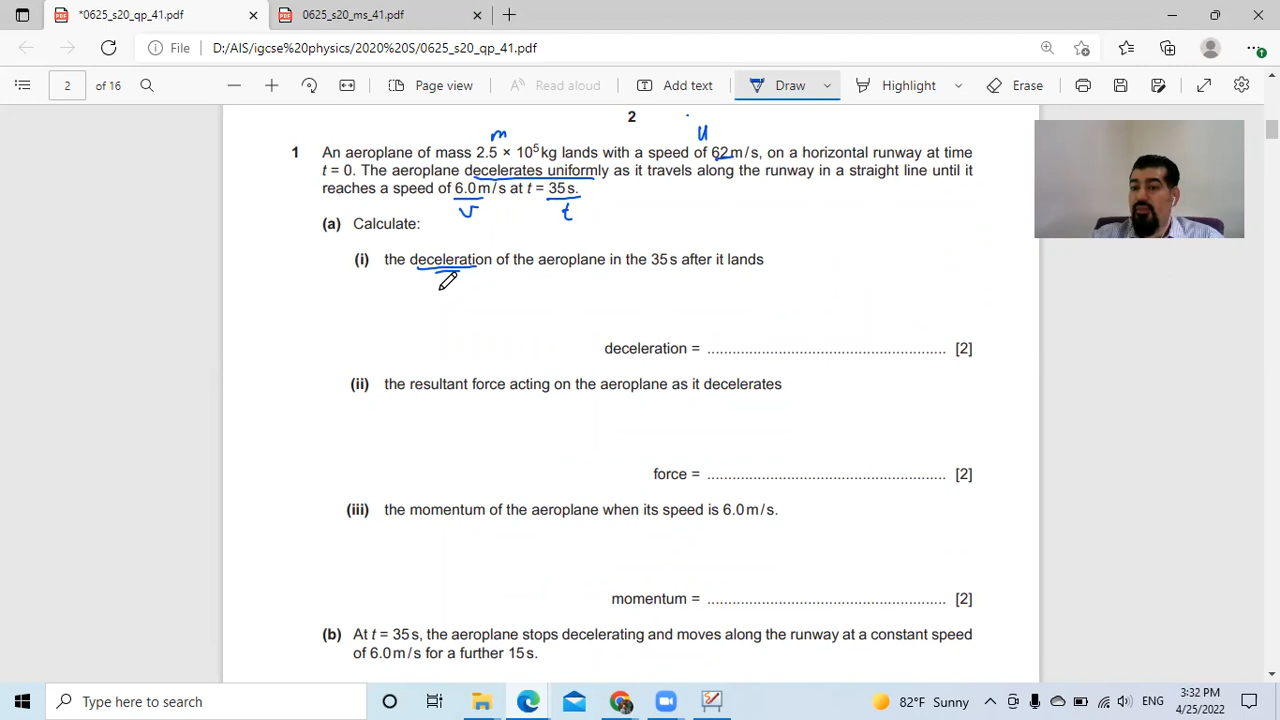 *0625_s20_qp_41.pdf
0625_s20_ms_41.pdf
File D:/AIS/igcse%20physics/2020%20S/0625_s20_qp_41.pdf
2 of 16
Page view
Read aloud
Add text
Draw
Highlight
Erase
2
m
u
1 An aeroplane of mass 2.5 × 10⁵ kg lands with a speed of 62 m/s, on a horizontal runway at time
t = 0. The aeroplane decelerates uniformly as it travels along the runway in a straight line until it
reaches a speed of 6.0 m/s at t = 35 s.
v t
(a) Calculate:
(i) the deceleration of the aeroplane in the 35 s after it lands
deceleration = ........................................................ [2]
(ii) the resultant force acting on the aeroplane as it decelerates
force = ........................................................ [2]
(iii) the momentum of the aeroplane when its speed is 6.0 m/s.
momentum = ........................................................ [2]
(b) At t = 35 s, the aeroplane stops decelerating and moves along the runway at a constant speed
of 6.0 m/s for a further 15 s.
Type here to search
82°F Sunny
ENG
3:32 PM
4/25/2022